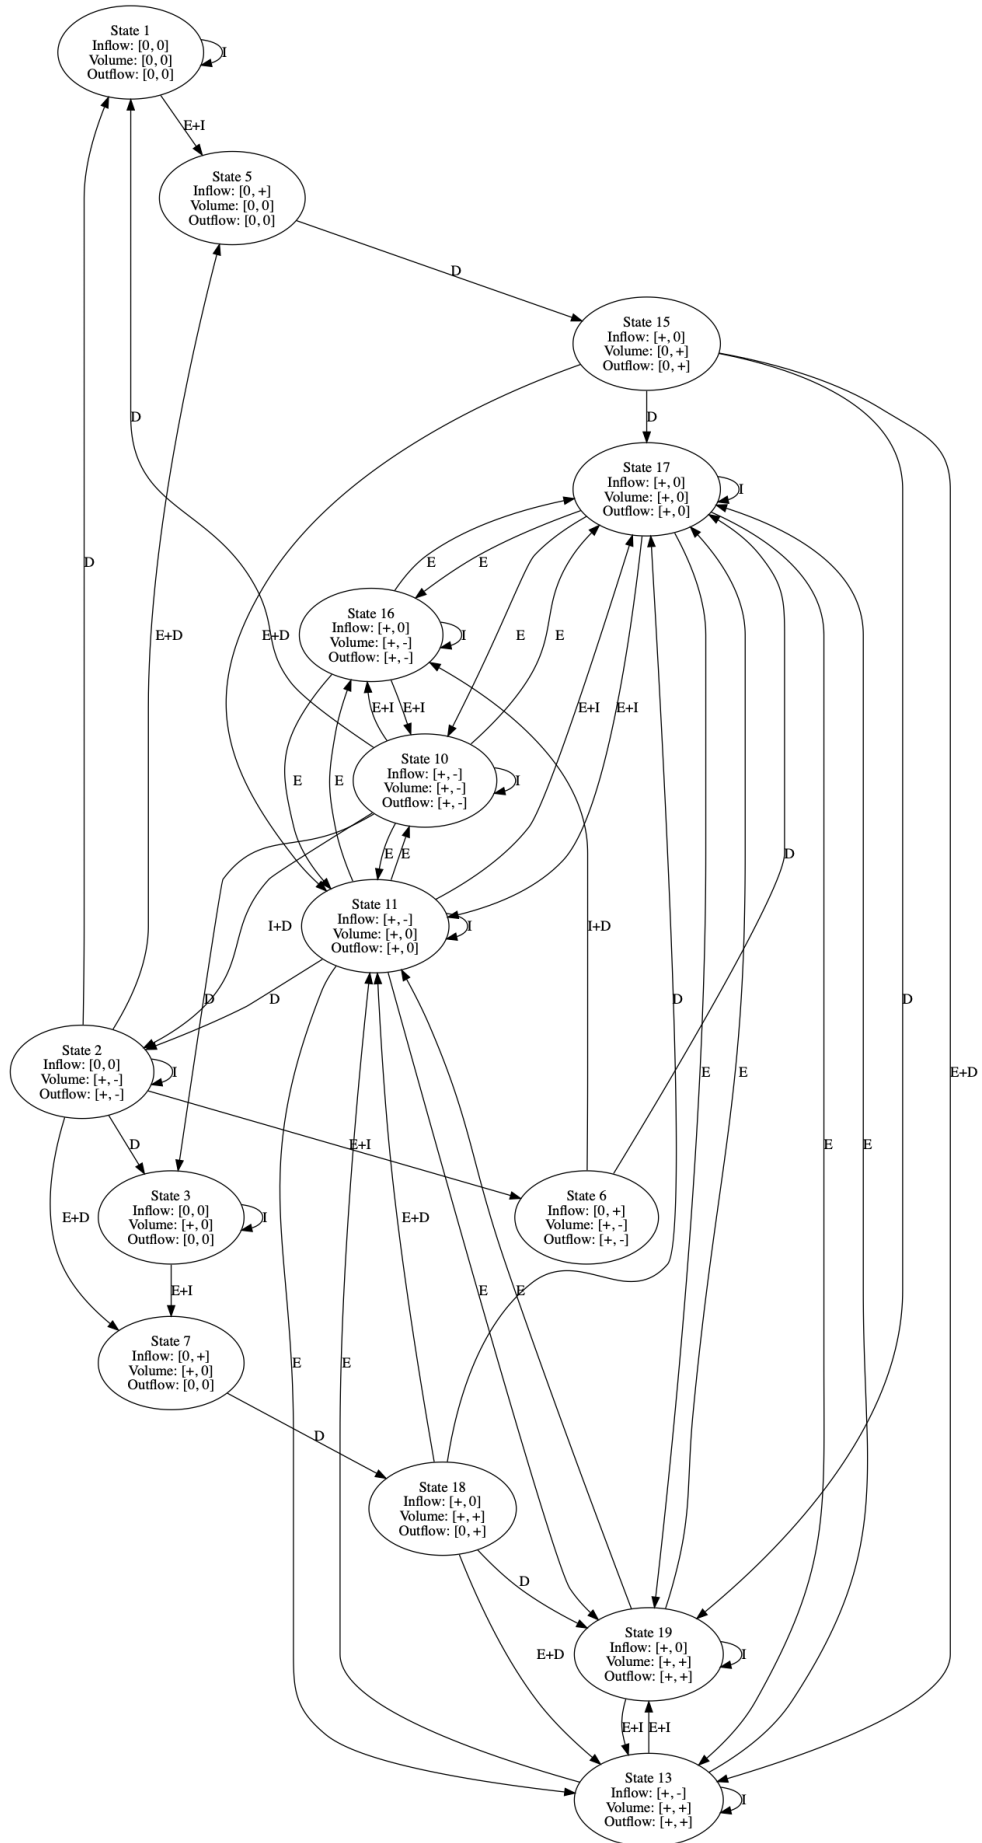 State 1
Inflow: [0, 0]
Volume: [0, 0]
Outflow: [0, 0]
I
E+I
State 5
Inflow: [0, +]
Volume: [0, 0]
Outflow: [0, 0]
D
State 15
Inflow: [+, 0]
Volume: [0, +]
Outflow: [0, +]
D
D
State 17
Inflow: [+, 0]
Volume: [+, 0]
Outflow: [+, 0]
I
D
E
E
State 16
Inflow: [+, 0]
Volume: [+, -]
Outflow: [+, -]
I
E+D
E+D
E
E
E+I
E+I
E+I
E+I
State 10
Inflow: [+, -]
Volume: [+, -]
Outflow: [+, -]
I
E
E
E
E
D
State 11
Inflow: [+, -]
Volume: [+, 0]
Outflow: [+, 0]
I
I+D
I+D
D
D
D
D
State 2
Inflow: [0, 0]
Volume: [+, -]
Outflow: [+, -]
I
E
E
E+D
D
E+I
E
E
State 3
Inflow: [0, 0]
Volume: [+, 0]
Outflow: [0, 0]
I
State 6
Inflow: [0, +]
Volume: [+, -]
Outflow: [+, -]
E+D
E+D
E+I
E
E
State 7
Inflow: [0, +]
Volume: [+, 0]
Outflow: [0, 0]
E
E
D
State 18
Inflow: [+, 0]
Volume: [+, +]
Outflow: [0, +]
D
E+D
State 19
Inflow: [+, 0]
Volume: [+, +]
Outflow: [+, +]
I
E+I
E+I
State 13
Inflow: [+, -]
Volume: [+, +]
Outflow: [+, +]
I